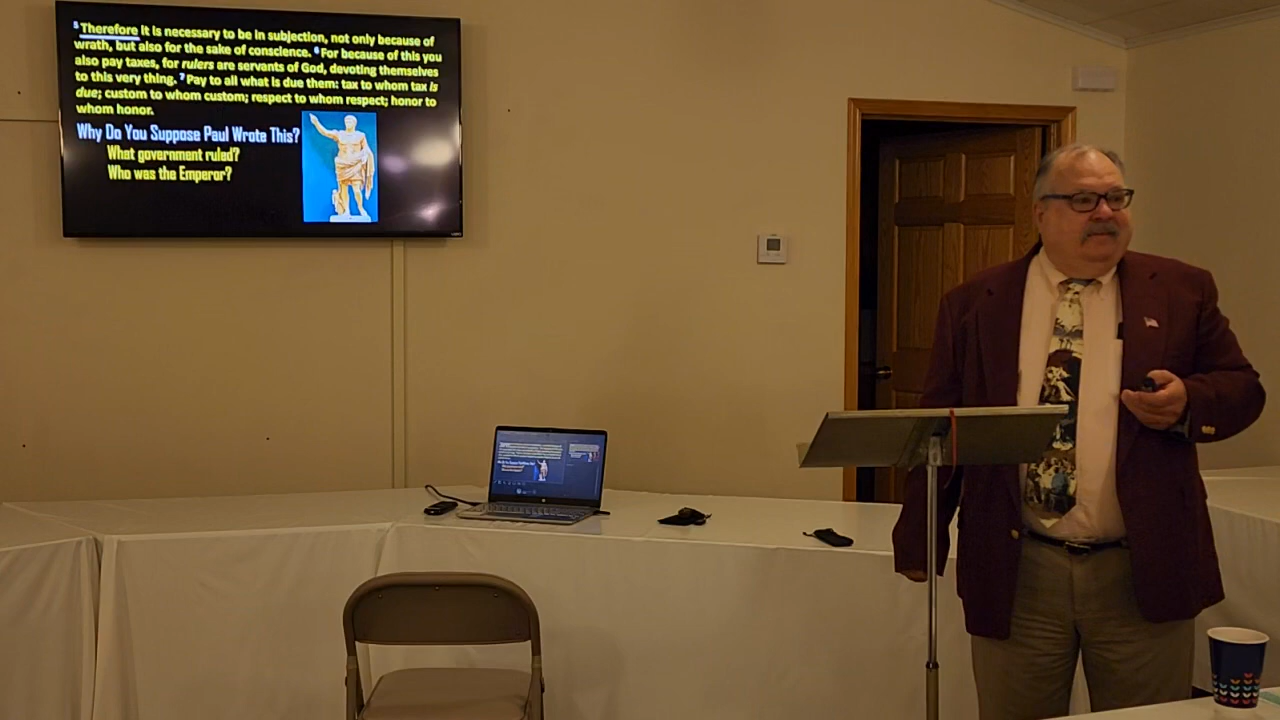 5 Therefore it is necessary to be in subjection, not only because of
wrath, but also for the sake of conscience. 6 For because of this you
also pay taxes, for rulers are servants of God, devoting themselves
to this very thing. 7 Pay to all what is due them: tax to whom tax is
due; custom to whom custom; respect to whom respect; honor to
whom honor.
Why Do You Suppose Paul Wrote This?
What government ruled?
Who was the Emperor?